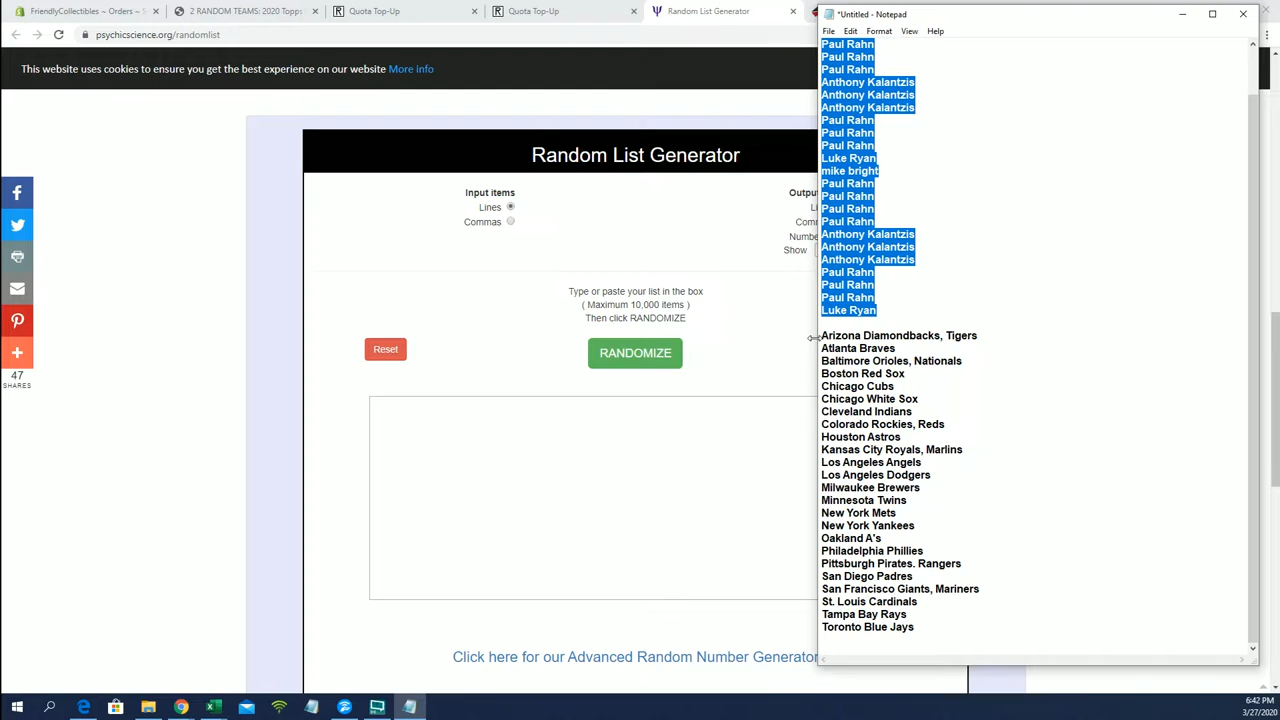 FriendlyCollectibles ~ Orders ~ S
2 RANDOM TEAMS: 2020 Topps
Quota Top-Up
Quota Top-Up
Random List Generator
*Untitled - Notepad
psychicscience.org/randomlist
File Edit Format View Help
This website uses cookies to ensure you get the best experience on our website More info
Random List Generator
Input items
Lines
Commas
Show
Type or paste your list in the box
( Maximum 10,000 items )
Then click RANDOMIZE
Reset
RANDOMIZE
47
SHARES
Click here for our Advanced Random Number Generator
Paul Rahn
Paul Rahn
Paul Rahn
Anthony Kalantzis
Anthony Kalantzis
Anthony Kalantzis
Paul Rahn
Paul Rahn
Paul Rahn
Luke Ryan
mike bright
Paul Rahn
Paul Rahn
Paul Rahn
Paul Rahn
Anthony Kalantzis
Anthony Kalantzis
Anthony Kalantzis
Paul Rahn
Paul Rahn
Paul Rahn
Luke Ryan
Arizona Diamondbacks, Tigers
Atlanta Braves
Baltimore Orioles, Nationals
Boston Red Sox
Chicago Cubs
Chicago White Sox
Cleveland Indians
Colorado Rockies, Reds
Houston Astros
Kansas City Royals, Marlins
Los Angeles Angels
Los Angeles Dodgers
Milwaukee Brewers
Minnesota Twins
New York Mets
New York Yankees
Oakland A's
Philadelphia Phillies
Pittsburgh Pirates. Rangers
San Diego Padres
San Francisco Giants, Mariners
St. Louis Cardinals
Tampa Bay Rays
Toronto Blue Jays
6:42 PM
3/27/2020